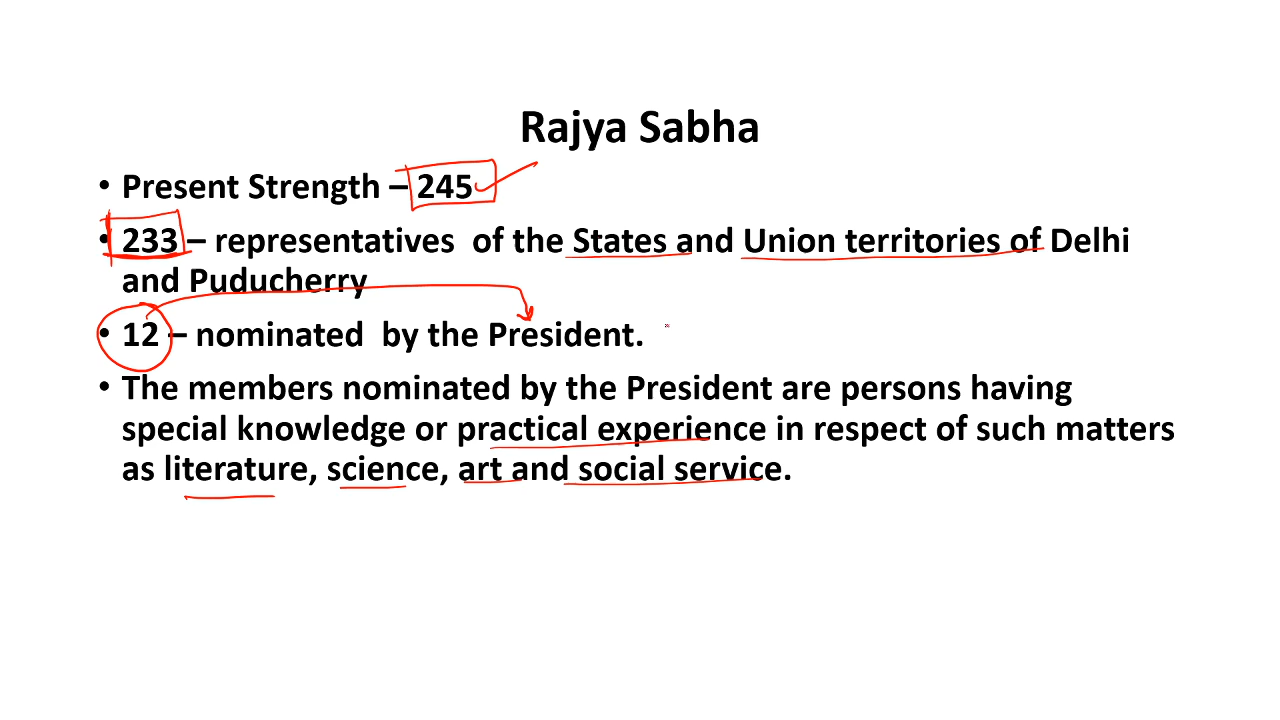 Rajya Sabha
• Present Strength – 245
• 233 – representatives  of the States and Union territories of Delhi
and Puducherry
• 12 – nominated  by the President.
• The members nominated by the President are persons having
special knowledge or practical experience in respect of such matters
as literature, science, art and social service.